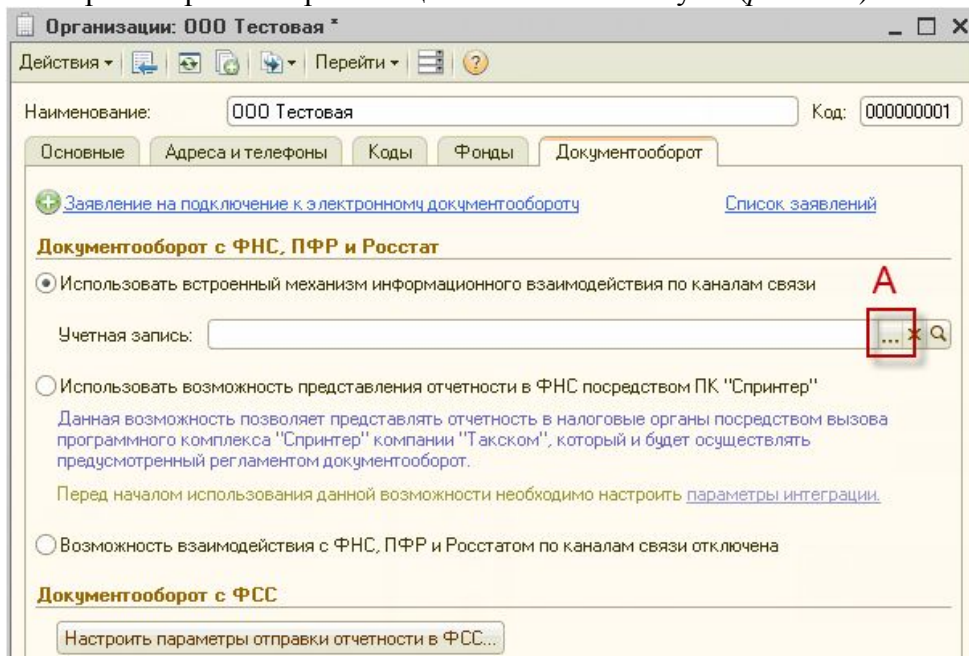 Организации: ООО Тестовая *
Действия Перейти
Наименование: ООО Тестовая Код: 000000001
Основные Адреса и телефоны Коды Фонды Документооборот
Заявление на подключение к электронному документообороту Список заявлений
Документооборот с ФНС, ПФР и Росстат
Использовать встроенный механизм информационного взаимодействия по каналам связи A
Учетная запись: ... x
Использовать возможность представления отчетности в ФНС посредством ПК "Спринтер"
Данная возможность позволяет представлять отчетность в налоговые органы посредством вызова
программного комплекса "Спринтер" компании "Такском", который и будет осуществлять
предусмотренный регламентом документооборот.
Перед началом использования данной возможности необходимо настроить параметры интеграции.
Возможность взаимодействия с ФНС, ПФР и Росстатом по каналам связи отключена
Документооборот с ФСС
Настроить параметры отправки отчетности в ФСС...